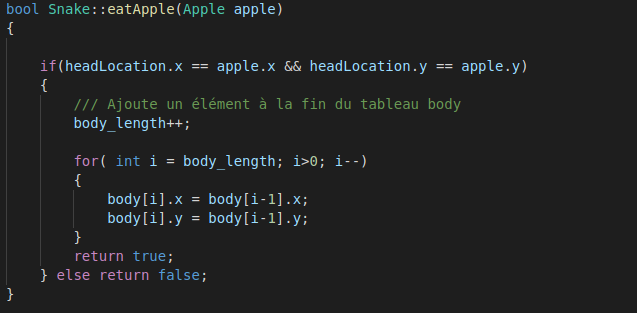 bool Snake::eatApple(Apple apple)
{
if(headLocation.x == apple.x && headLocation.y == apple.y)
{
/// Ajoute un élément à la fin du tableau body
body_length++;
for( int i = body_length; i>0; i--)
{
body[i].x = body[i-1].x;
body[i].y = body[i-1].y;
}
return true;
} else return false;
}